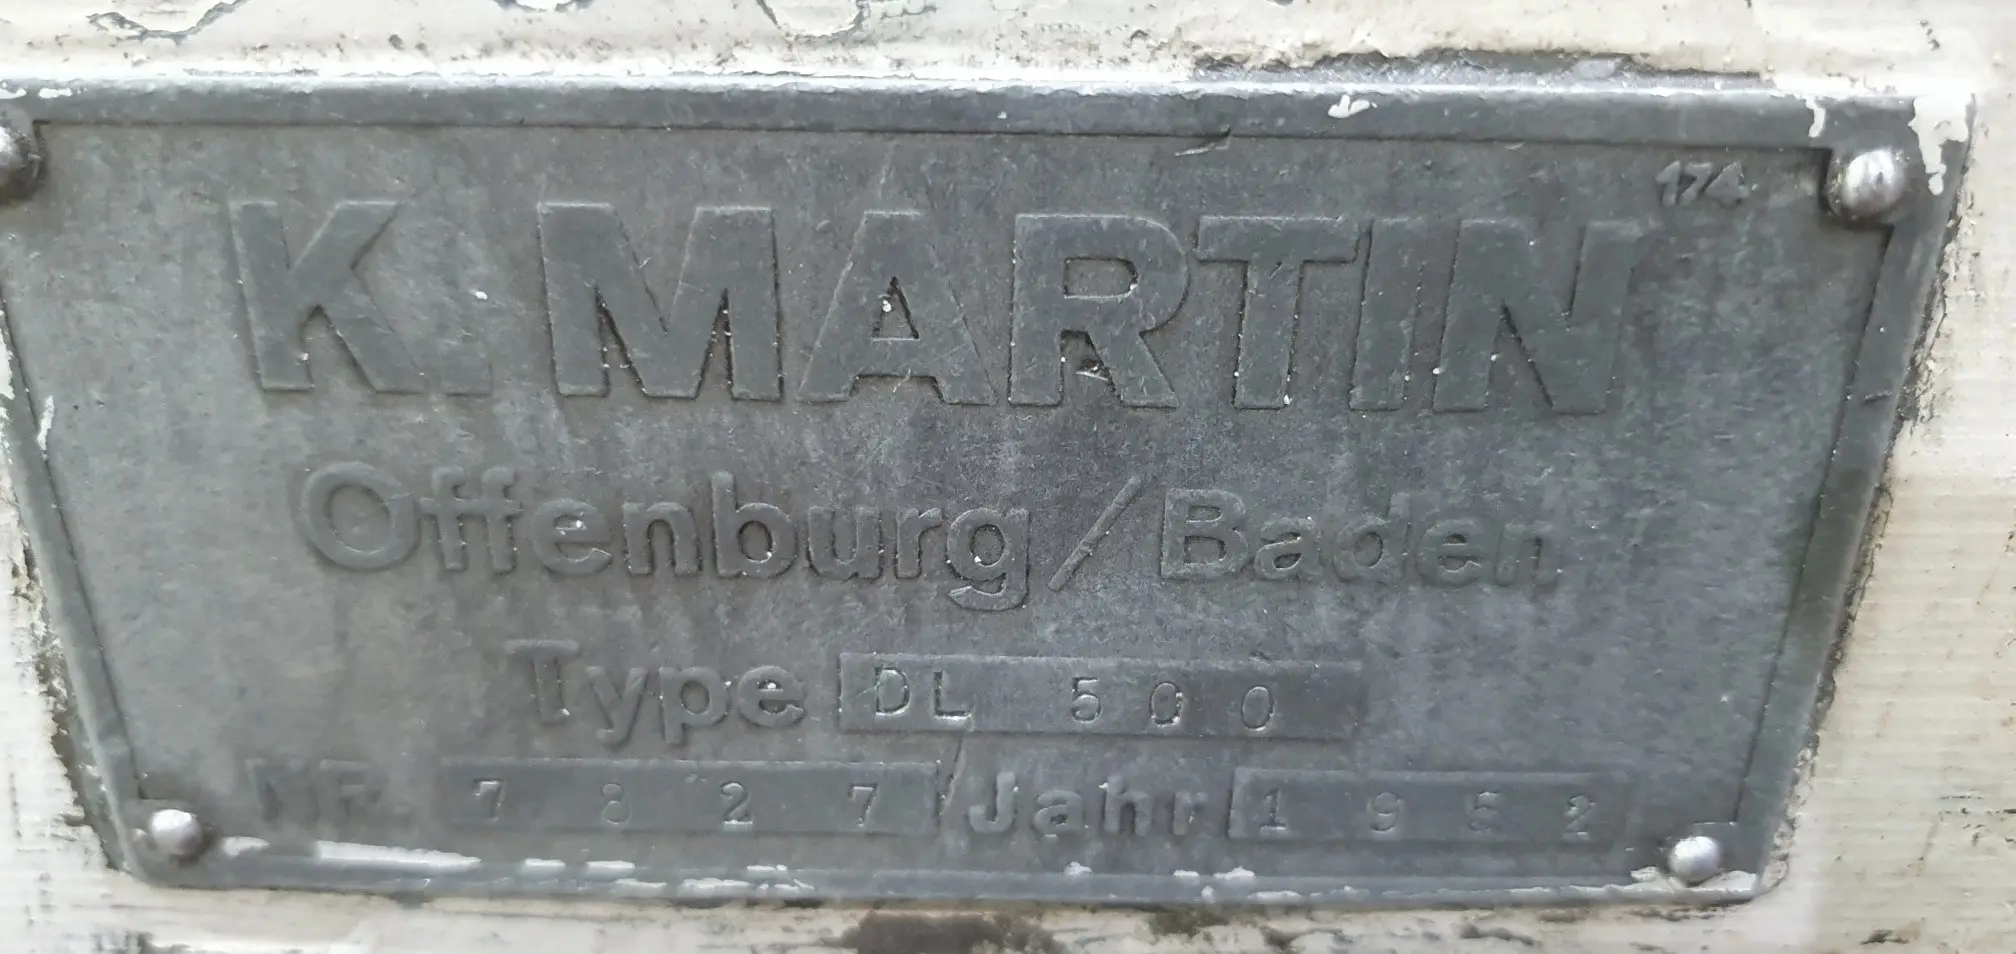 174
K. MARTIN
Offenburg/Baden
Type DL 500
NR. 7827 Jahr 1952